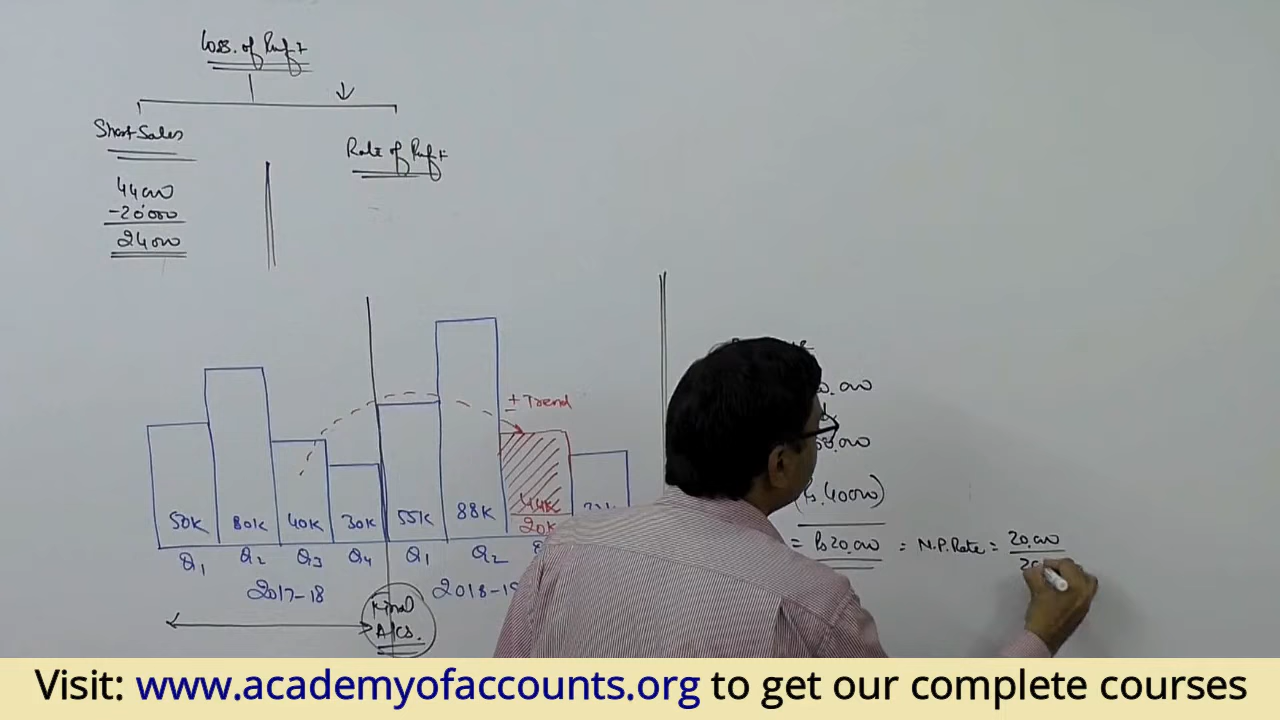 Loss of Profit
Short Sales
Rate of Profit
44000
-20000
24000
± Trend
50K
80K
40K
30K
55K
88K
44K
20K
Q1
Q2
Q3
Q4
Q1
Q2
2017-18
2018-19
Final
A/cs.
Rs. 40000)
= Rs 20,000 = N.P. Rate = 20,000
Visit: www.academyofaccounts.org to get our complete courses